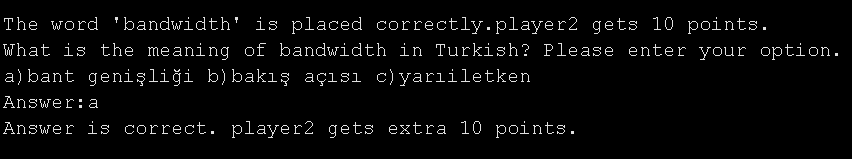 The word 'bandwidth' is placed correctly.player2 gets 10 points.
What is the meaning of bandwidth in Turkish? Please enter your option.
a)bant genişliği b)bakış açısı c)yarıiletken
Answer:a
Answer is correct. player2 gets extra 10 points.